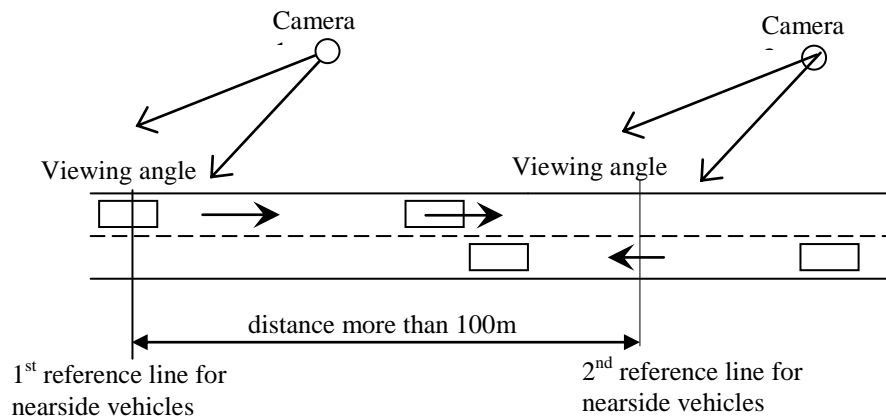 Camera
Camera
Viewing angle
Viewing angle
distance more than 100m
1st reference line for
nearside vehicles
2nd reference line for
nearside vehicles